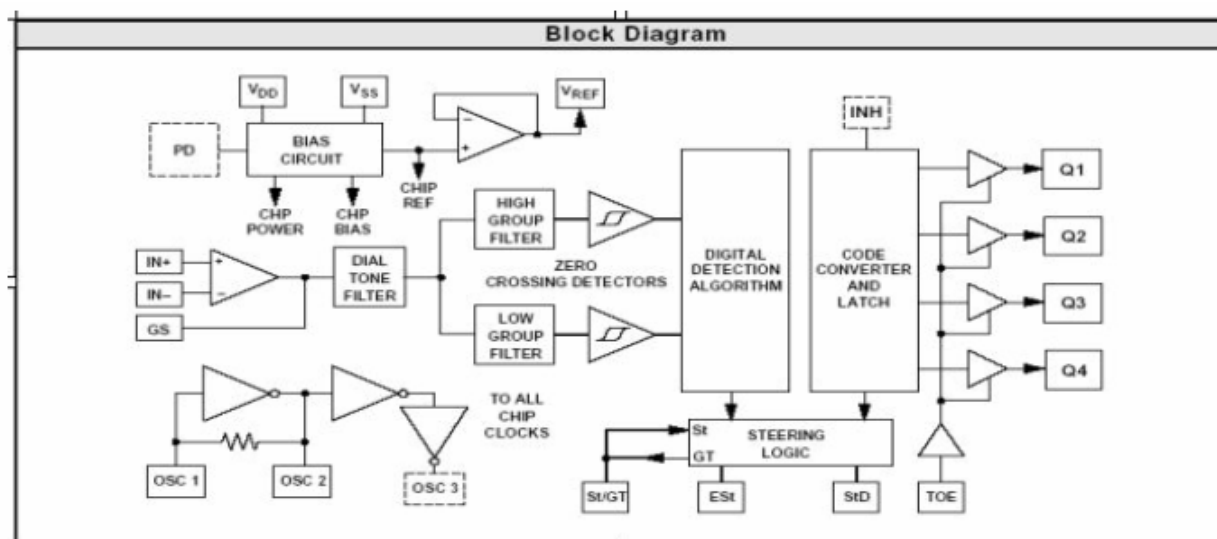 Block Diagram
VDD
VSS
VREF
INH
PD
BIAS
CIRCUIT
−
+
Q1
CHIP
REF
CHP
POWER
CHP
BIAS
HIGH
GROUP
FILTER
Q2
IN+
+
DIAL
TONE
FILTER
ZERO
CROSSING DETECTORS
DIGITAL
DETECTION
ALGORITHM
CODE
CONVERTER
AND
LATCH
IN−
−
Q3
GS
LOW
GROUP
FILTER
Q4
TO ALL
CHIP
CLOCKS
St
GT
STEERING
LOGIC
OSC 1
OSC 2
OSC 3
St/GT
ESt
StD
TOE